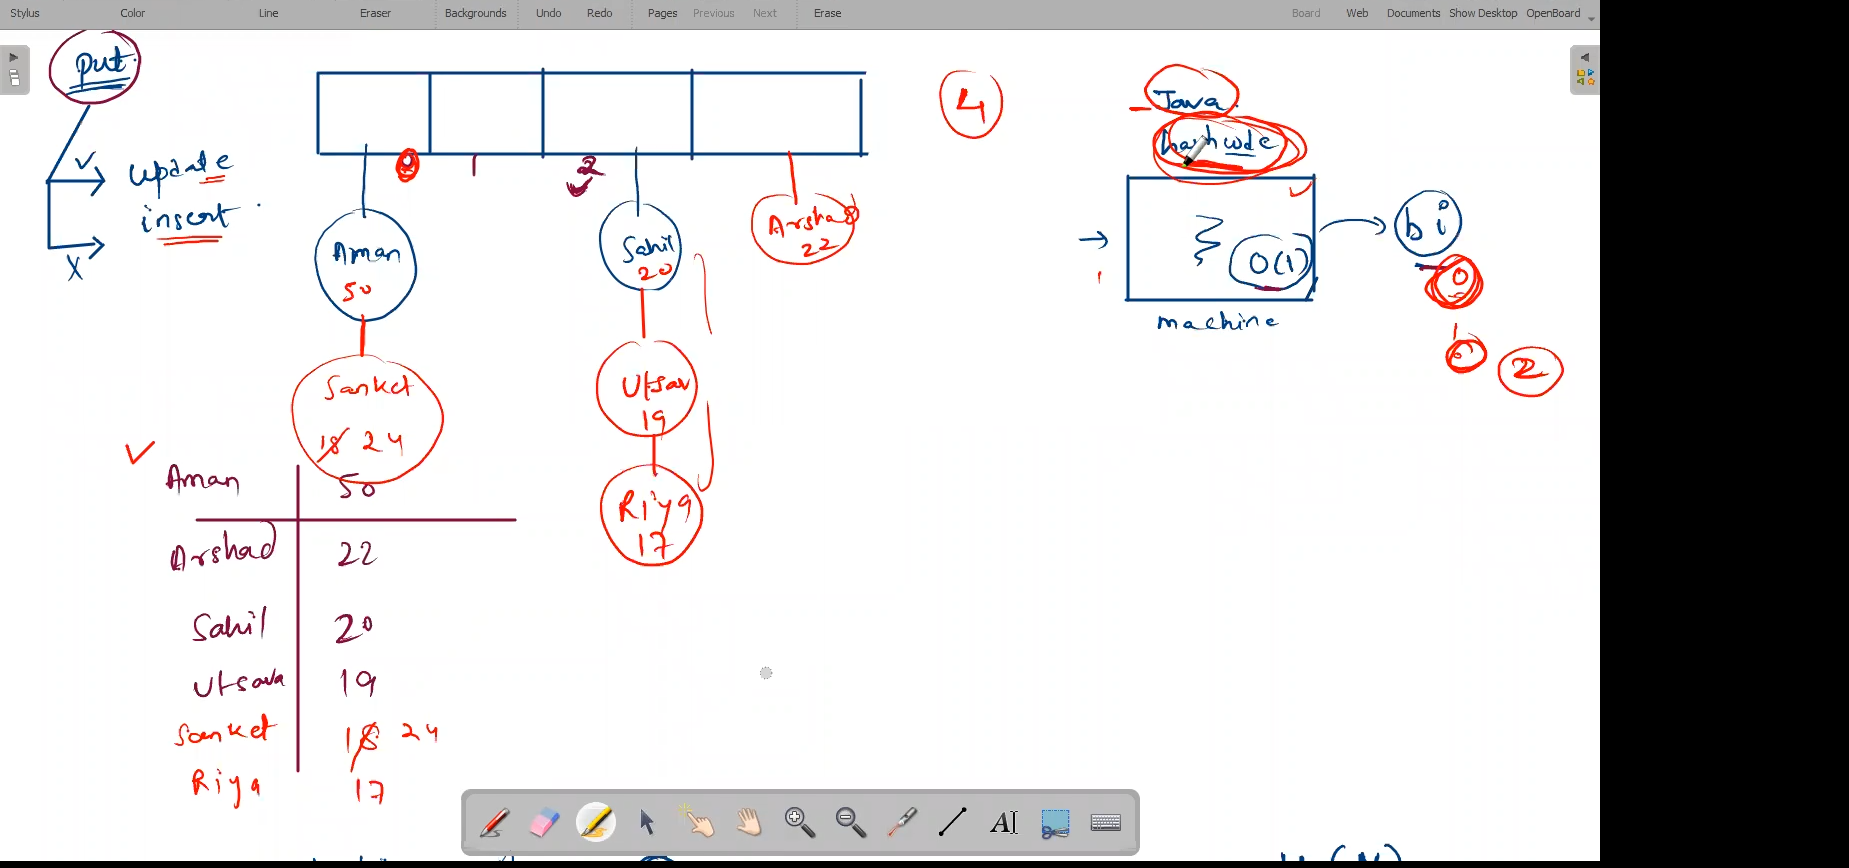 Stylus Color Line Eraser Backgrounds Undo Redo Pages Previous Next Erase Board Web Documents Show Desktop OpenBoard
put
update
insert
X
0 1 2
Aman
50
Sanket
18 24
Sahil
20
Utsav
19
Riya
17
Arshad
22
4
Java
hashcode
O(1)
machine
bi
0
1
2
Aman 50
Arshad 22
Sahil 20
Utsava 19
Sanket 18 24
Riya 17